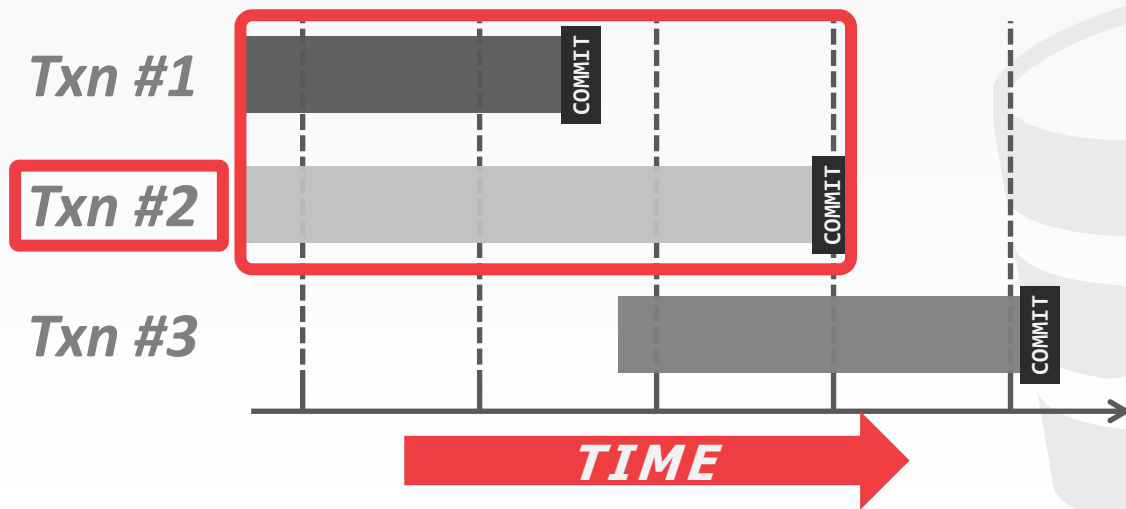 Txn #1
COMMIT
Txn #2
COMMIT
Txn #3
COMMIT
TIME